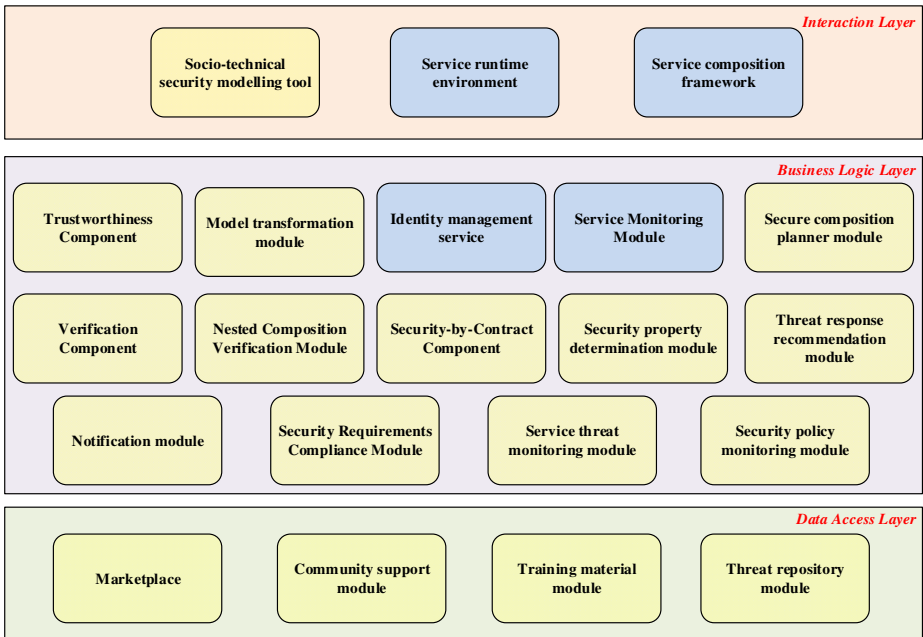 Interaction Layer
Socio-technical
security modelling tool
Service runtime
environment
Service composition
framework
Business Logic Layer
Trustworthiness
Component
Model transformation
module
Identity management
service
Service Monitoring
Module
Secure composition
planner module
Verification
Component
Nested Composition
Verification Module
Security-by-Contract
Component
Security property
determination module
Threat response
recommendation
module
Notification module
Security Requirements
Compliance Module
Service threat
monitoring module
Security policy
monitoring module
Data Access Layer
Marketplace
Community support
module
Training material
module
Threat repository
module